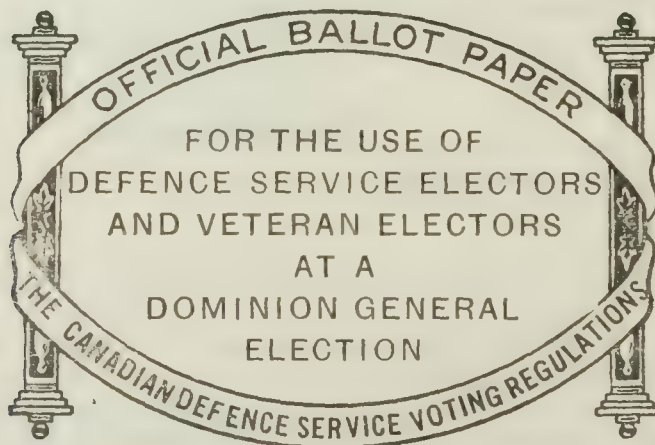 OFFICIAL BALLOT PAPER
FOR THE USE OF
DEFENCE SERVICE ELECTORS
AND VETERAN ELECTORS
AT A
DOMINION GENERAL
ELECTION
THE CANADIAN DEFENCE SERVICE VOTING REGULATIONS